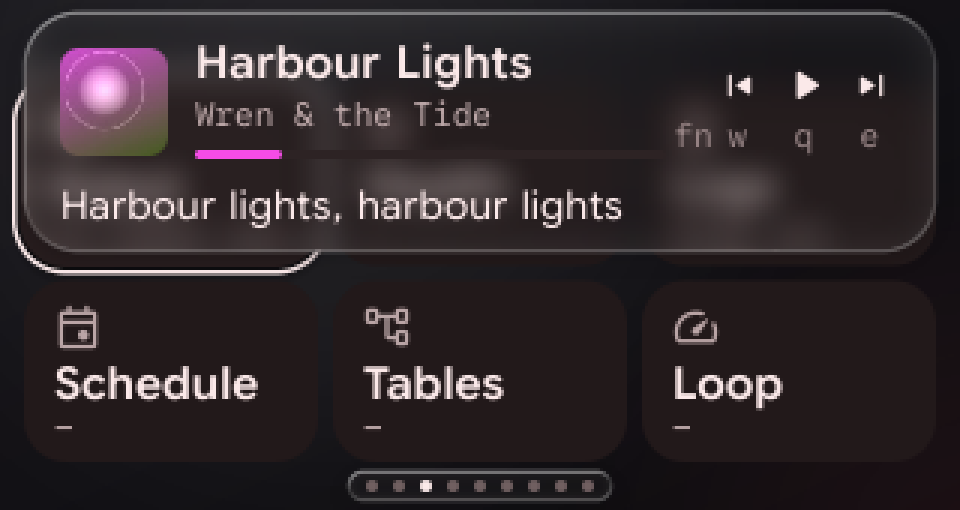 Harbour Lights
Wren & the Tide
fn w q e
Harbour lights, harbour lights
Schedule Tables Loop
– – –